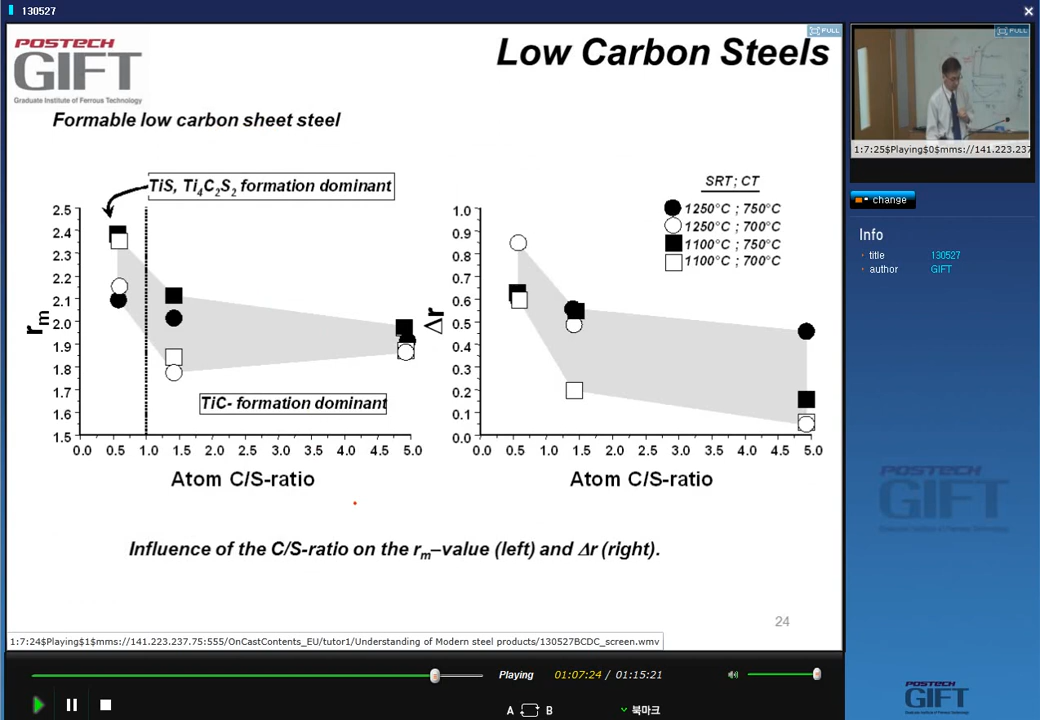 130527
POSTECH
GIFT
Graduate Institute of Ferrous Technology
Low Carbon Steels
FULL
FULL
Formable low carbon sheet steel
TiS, Ti4C2S2 formation dominant
SRT; CT
1250°C ; 750°C
1250°C ; 700°C
1100°C ; 750°C
1100°C ; 700°C
2.5
2.4
2.3
2.2
2.1
2.0
1.9
1.8
1.7
1.6
1.5
rm
TiC- formation dominant
0.0 0.5 1.0 1.5 2.0 2.5 3.0 3.5 4.0 4.5 5.0
Atom C/S-ratio
1.0
0.9
0.8
0.7
0.6
0.5
0.4
0.3
0.2
0.1
0.0
Δr
0.0 0.5 1.0 1.5 2.0 2.5 3.0 3.5 4.0 4.5 5.0
Atom C/S-ratio
Influence of the C/S-ratio on the rm–value (left) and Δr (right).
24
1:7:24$Playing$1$mms://141.223.237.75:555/OnCastContents_EU/tutor1/Understanding of Modern steel products/130527BCDC_screen.wmv
Playing
01:07:24 / 01:15:21
A B
북마크
1:7:25$Playing$0$mms://141.223.237
change
Info
title 130527
author GIFT
POSTECH
GIFT
POSTECH
GIFT